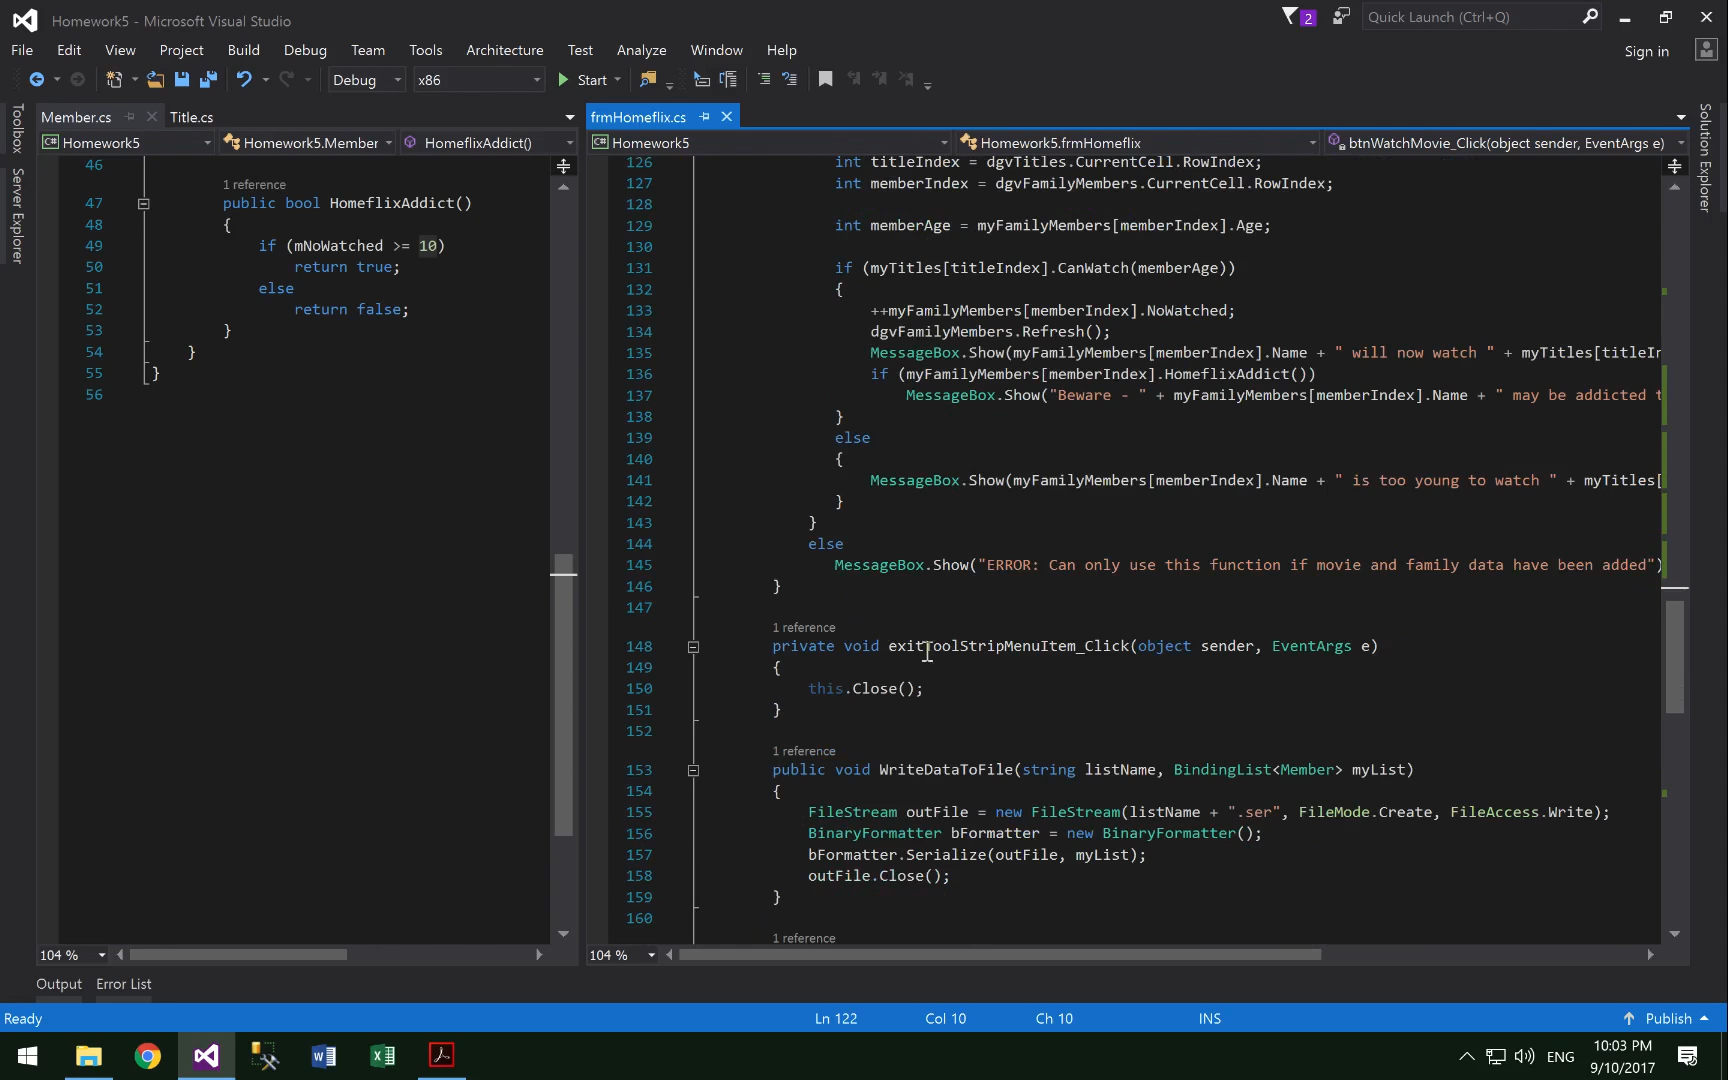 Homework5 - Microsoft Visual Studio
2
Quick Launch (Ctrl+Q)
File Edit View Project Build Debug Team Tools Architecture Test Analyze Window Help
Sign in
Debug x86 Start
Toolbox
Server Explorer
Member.cs Title.cs
C# Homework5 Homework5.Member HomeflixAddict()
46
1 reference
47 public bool HomeflixAddict()
48 {
49 if (mNoWatched >= 10)
50 return true;
51 else
52 return false;
53 }
54 }
55 }
56
104 %
frmHomeflix.cs
C# Homework5 Homework5.frmHomeflix btnWatchMovie_Click(object sender, EventArgs e)
126 int titleIndex = dgvTitles.CurrentCell.RowIndex;
127 int memberIndex = dgvFamilyMembers.CurrentCell.RowIndex;
128
129 int memberAge = myFamilyMembers[memberIndex].Age;
130
131 if (myTitles[titleIndex].CanWatch(memberAge))
132 {
133 ++myFamilyMembers[memberIndex].NoWatched;
134 dgvFamilyMembers.Refresh();
135 MessageBox.Show(myFamilyMembers[memberIndex].Name + " will now watch " + myTitles[titleIn
136 if (myFamilyMembers[memberIndex].HomeflixAddict())
137 MessageBox.Show("Beware - " + myFamilyMembers[memberIndex].Name + " may be addicted t
138 }
139 else
140 {
141 MessageBox.Show(myFamilyMembers[memberIndex].Name + " is too young to watch " + myTitles[
142 }
143 }
144 else
145 MessageBox.Show("ERROR: Can only use this function if movie and family data have been added")
146 }
147
1 reference
148 private void exitToolStripMenuItem_Click(object sender, EventArgs e)
149 {
150 this.Close();
151 }
152
1 reference
153 public void WriteDataToFile(string listName, BindingList<Member> myList)
154 {
155 FileStream outFile = new FileStream(listName + ".ser", FileMode.Create, FileAccess.Write);
156 BinaryFormatter bFormatter = new BinaryFormatter();
157 bFormatter.Serialize(outFile, myList);
158 outFile.Close();
159 }
160
1 reference
104 %
Solution Explorer
Output Error List
Ready Ln 122 Col 10 Ch 10 INS Publish
ENG
10:03 PM
9/10/2017